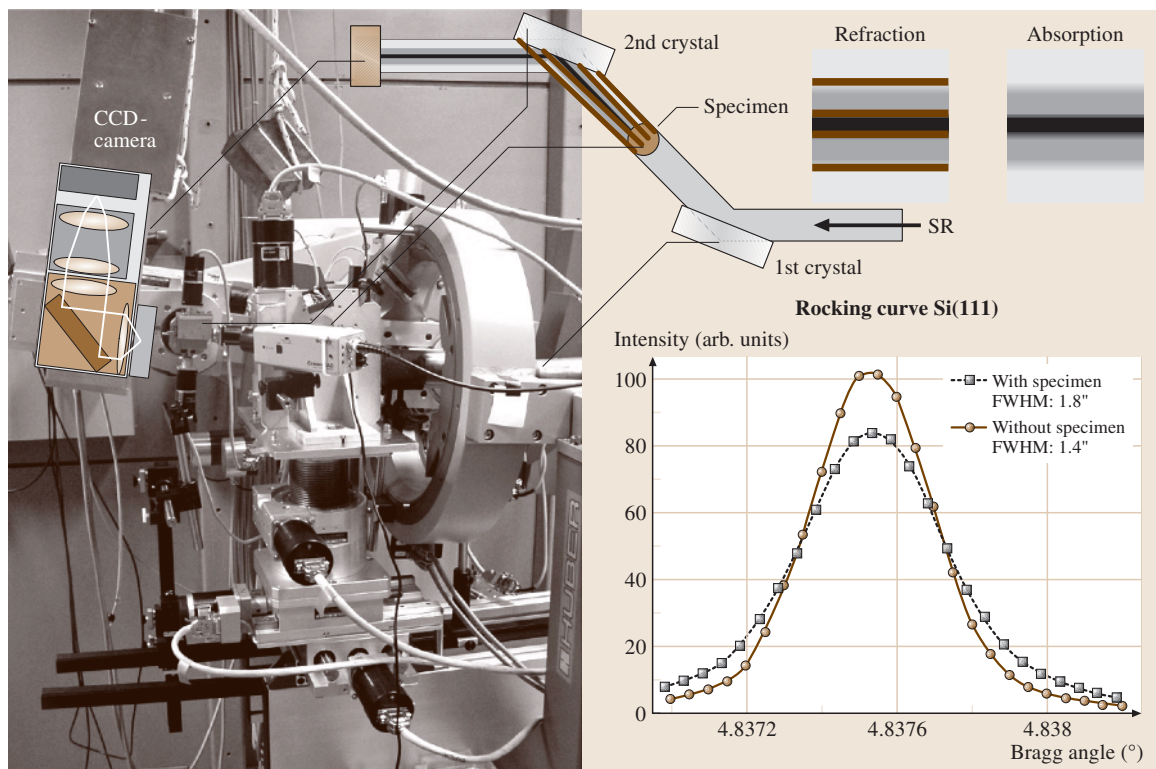 2nd crystal
Refraction
Absorption
CCD-
camera
Specimen
SR
1st crystal
Rocking curve Si(111)
Intensity (arb. units)
100
80
60
40
20
0
With specimen
FWHM: 1.8"
Without specimen
FWHM: 1.4"
4.8372
4.8376
4.838
Bragg angle (°)
HUBER